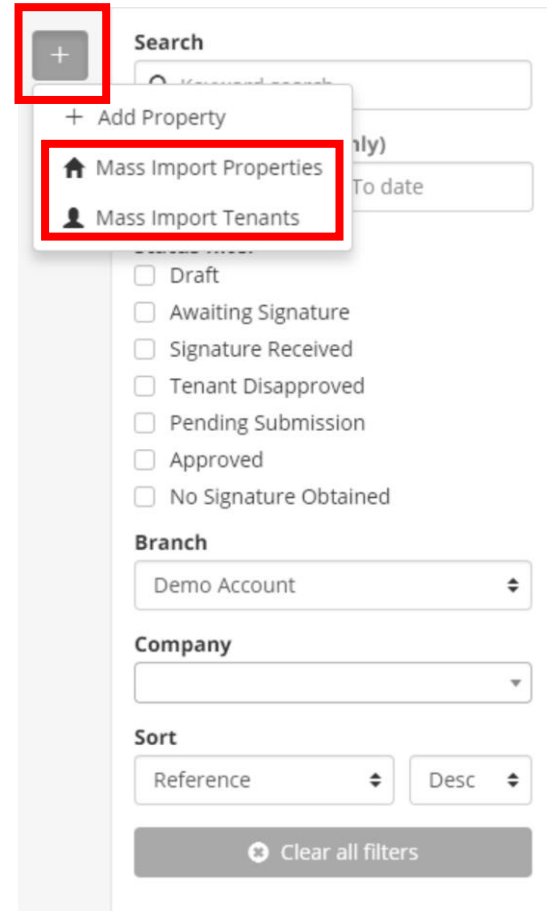 Search
+ Add Property
Mass Import Properties
Mass Import Tenants
To date
Draft
Awaiting Signature
Signature Received
Tenant Disapproved
Pending Submission
Approved
No Signature Obtained
Branch
Demo Account
Company
Sort
Reference
Desc
Clear all filters